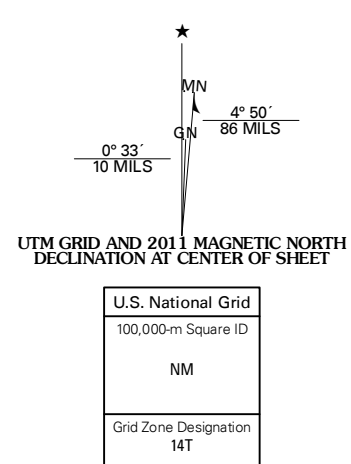 ★
MN
4° 50´
86 MILS
GN
0° 33´
10 MILS
UTM GRID AND 2011 MAGNETIC NORTH
DECLINATION AT CENTER OF SHEET
U.S. National Grid
100,000-m Square ID
NM
Grid Zone Designation
14T